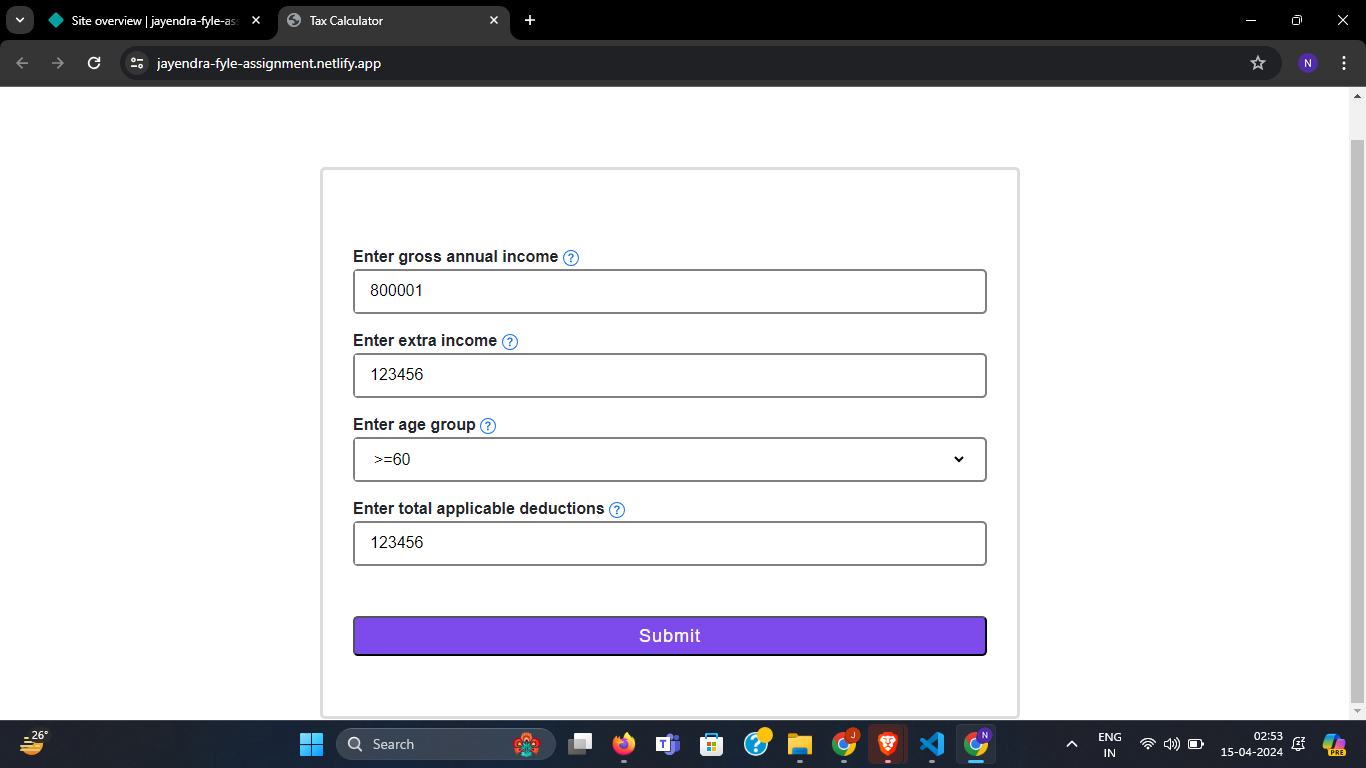 Site overview | jayendra-fyle-as
Tax Calculator
jayendra-fyle-assignment.netlify.app
N
Enter gross annual income ?
800001
Enter extra income ?
123456
Enter age group ?
>=60
Enter total applicable deductions ?
123456
Submit
26°
Search
T
?
J
N
ENG
IN
02:53
15-04-2024
PRE